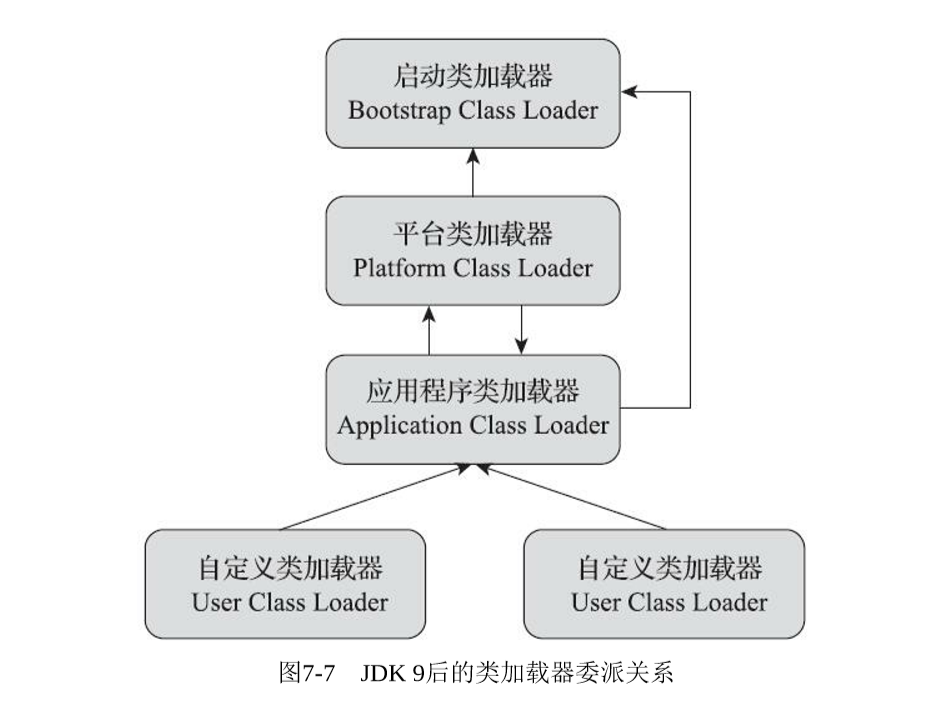 启动类加载器
Bootstrap Class Loader
平台类加载器
Platform Class Loader
应用程序类加载器
Application Class Loader
自定义类加载器
User Class Loader
自定义类加载器
User Class Loader
图7-7 JDK 9后的类加载器委派关系